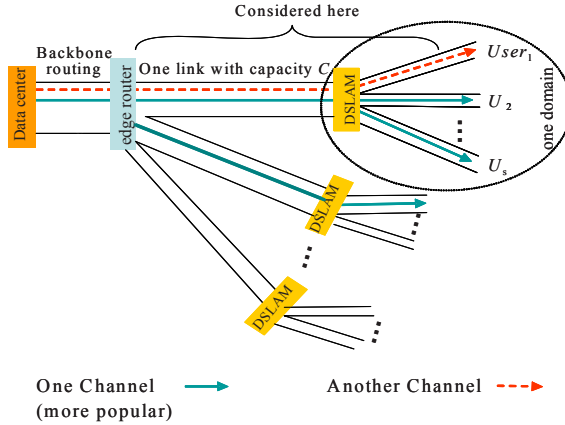 Considered here
Backbone
routing
One link with capacity C
Data center
edge router
DSLAM
User1
U2
Us
one domain
DSLAM
DSLAM
One Channel
(more popular)
Another Channel